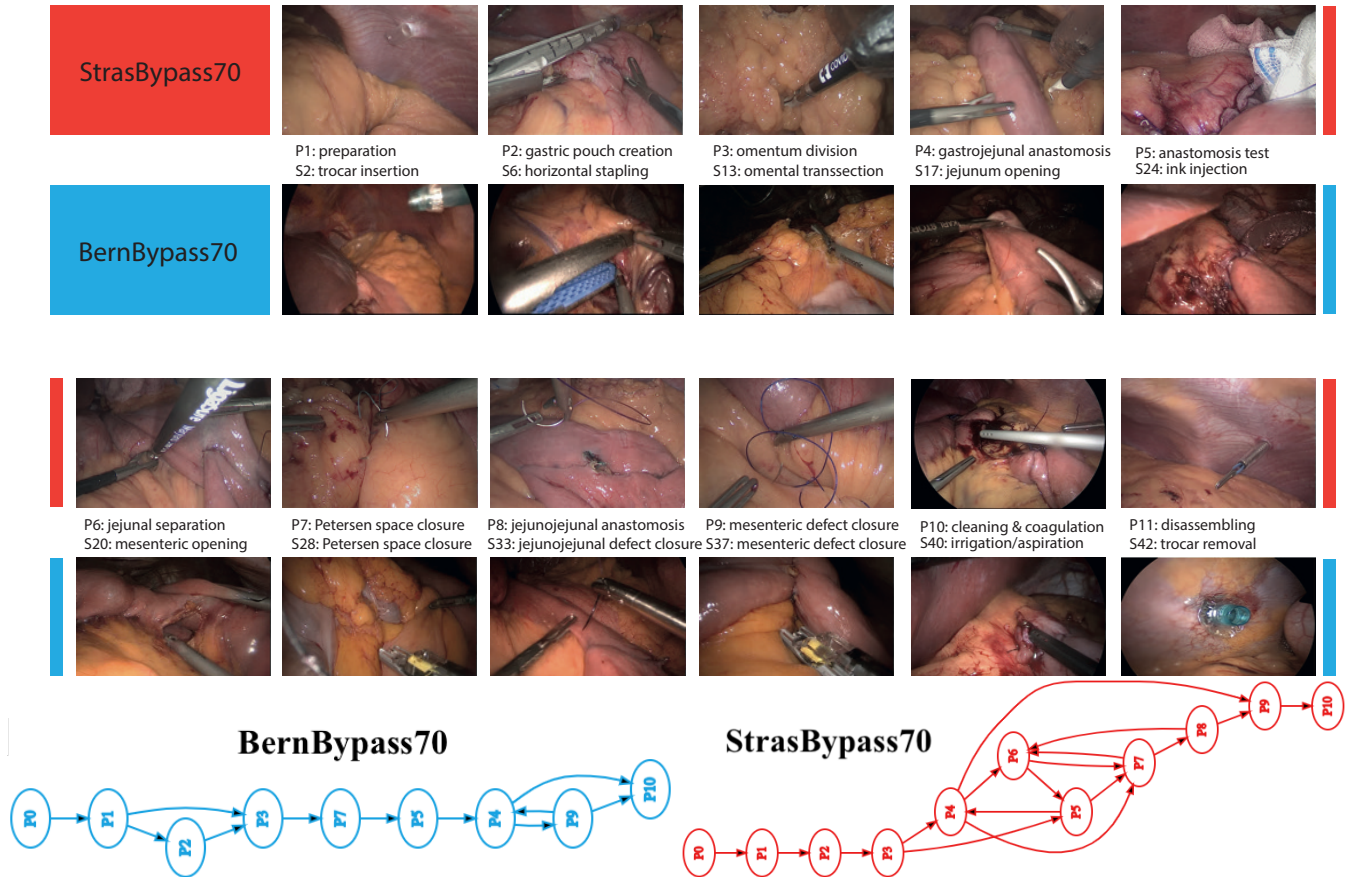 StrasBypass70
P1: preparation
S2: trocar insertion
P2: gastric pouch creation
S6: horizontal stapling
P3: omentum division
S13: omental transsection
P4: gastrojejunal anastomosis
S17: jejunum opening
P5: anastomosis test
S24: ink injection
BernBypass70
P6: jejunal separation
S20: mesenteric opening
P7: Petersen space closure
S28: Petersen space closure
P8: jejunojejunal anastomosis
S33: jejunojejunal defect closure
P9: mesenteric defect closure
S37: mesenteric defect closure
P10: cleaning & coagulation
S40: irrigation/aspiration
P11: disassembling
S42: trocar removal
BernBypass70
P0
P1
P2
P3
P7
P5
P4
P9
P10
StrasBypass70
P0
P1
P2
P3
P4
P6
P5
P7
P8
P9
P10